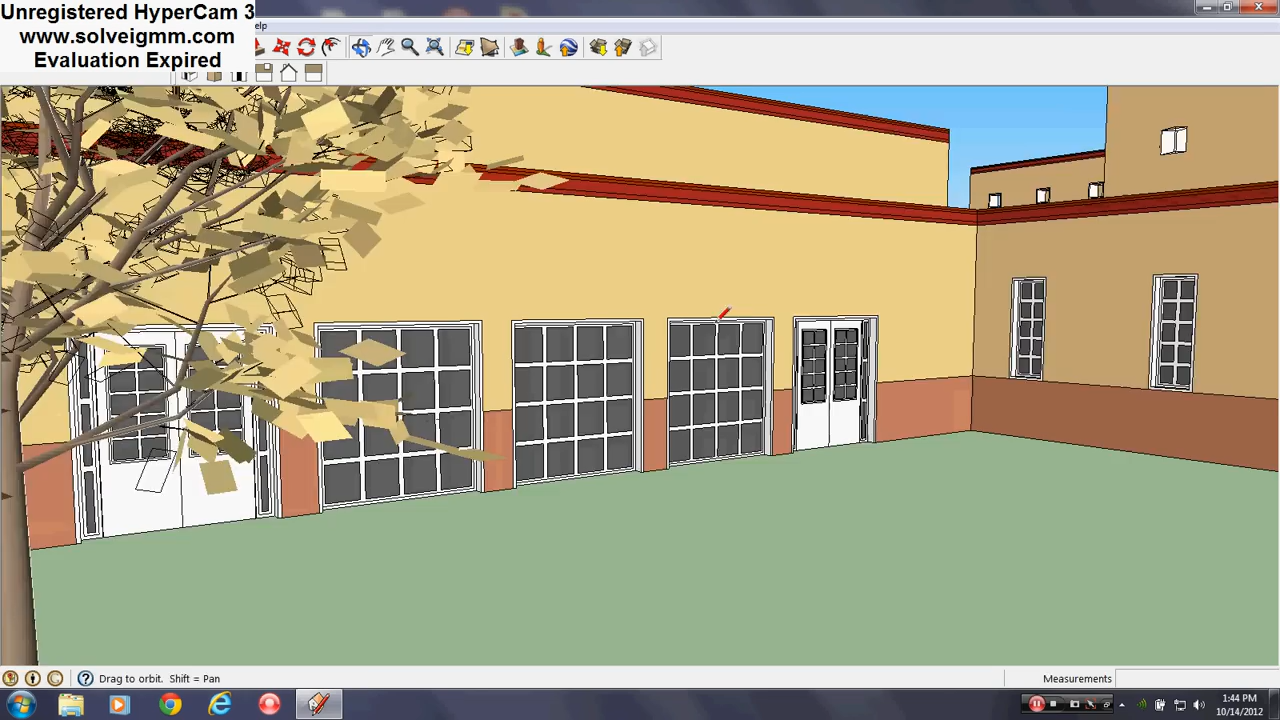 Unregistered HyperCam 3
www.solveigmm.com
Evaluation Expired
elp
Drag to orbit. Shift = Pan
Measurements
1:44 PM
10/14/2012